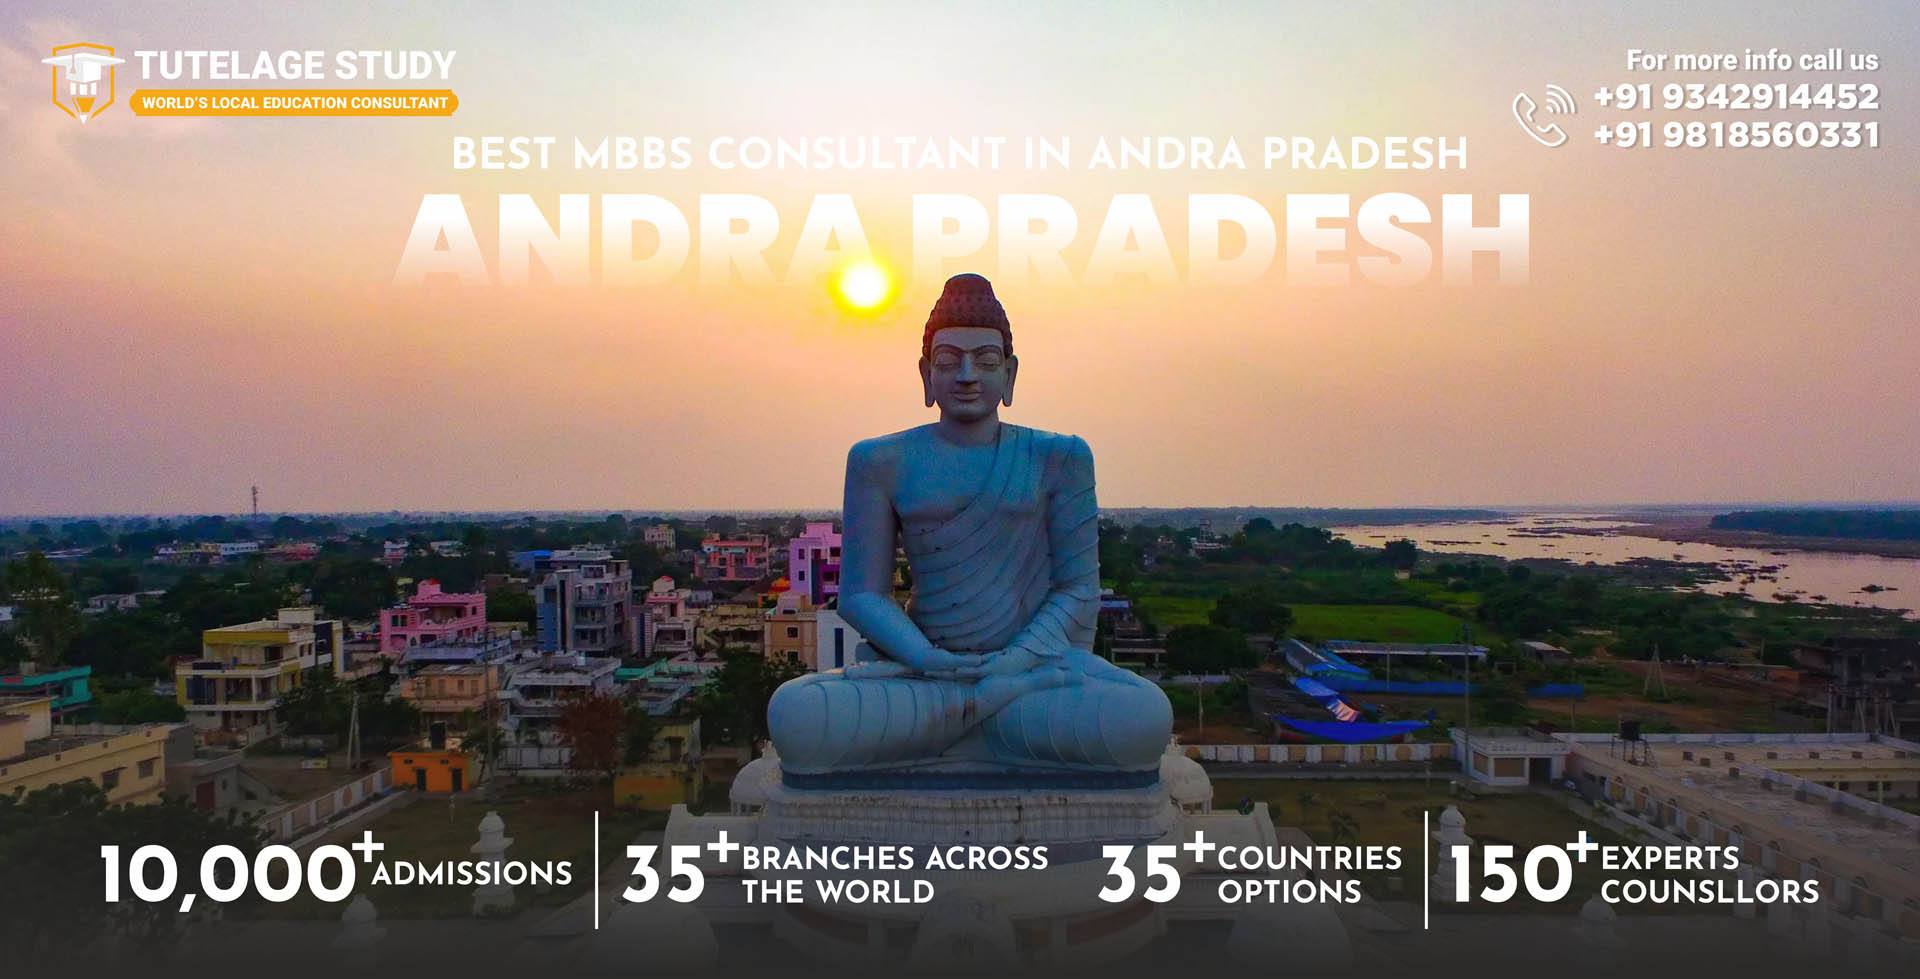 TUTELAGE STUDY
WORLD'S LOCAL EDUCATION CONSULTANT
For more info call us
+91 9342914452
+91 9818560331
BEST MBBS CONSULTANT IN ANDRA PRADESH
ANDRA PRADESH
10,000+ ADMISSIONS
35+ BRANCHES ACROSS
THE WORLD
35+ COUNTRIES
OPTIONS
150+ EXPERTS
COUNSLLORS